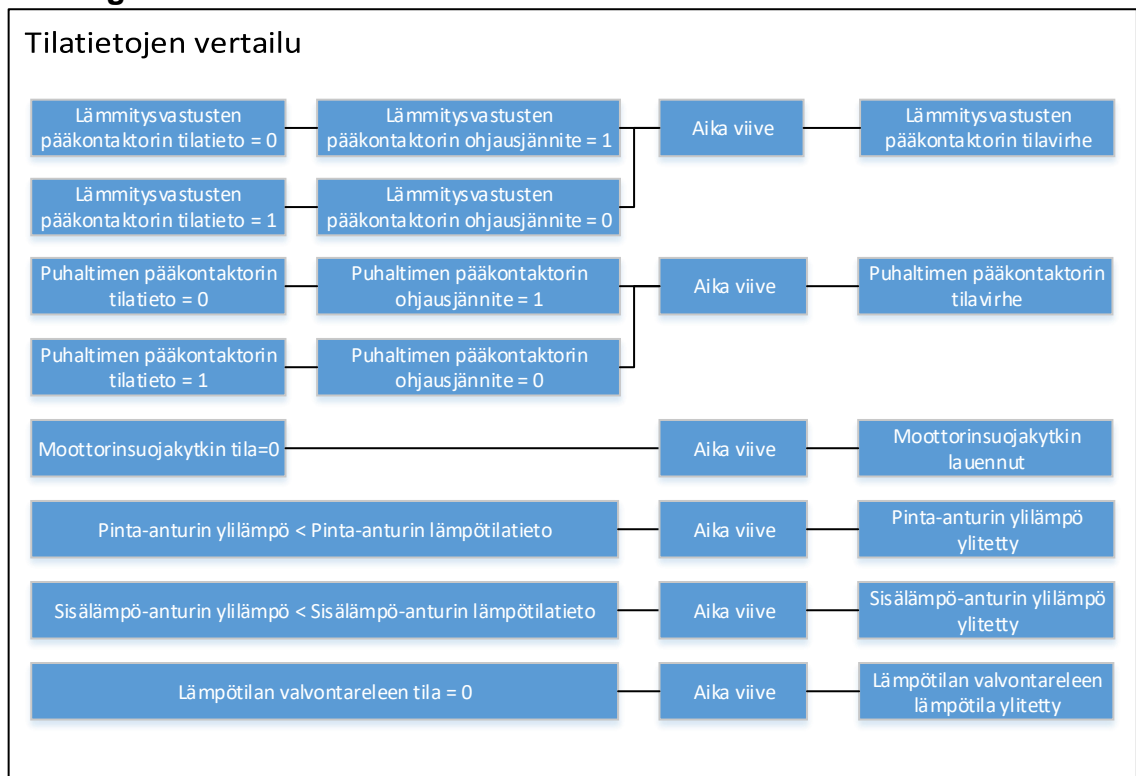 Tilatietojen vertailu
Lämmitysvastusten
pääkontaktorin tilatieto = 0
Lämmitysvastusten
pääkontaktorin ohjausjännite = 1
Aika viive
Lämmitysvastusten
pääkontaktorin tilavirhe
Lämmitysvastusten
pääkontaktorin tilatieto = 1
Lämmitysvastusten
pääkontaktorin ohjausjännite = 0
Puhaltimen pääkontaktorin
tilatieto = 0
Puhaltimen pääkontaktorin
ohjausjännite = 1
Aika viive
Puhaltimen pääkontaktorin
tilavirhe
Puhaltimen pääkontaktorin
tilatieto = 1
Puhaltimen pääkontaktorin
ohjausjännite = 0
Moottorinsuojakytkin tila=0
Aika viive
Moottorinsuojakytkin
lauennut
Pinta-anturin ylilämpö < Pinta-anturin lämpötilatieto
Aika viive
Pinta-anturin ylilämpö
ylitetty
Sisälämpö-anturin ylilämpö < Sisälämpö-anturin lämpötilatieto
Aika viive
Sisälämpö-anturin ylilämpö
ylitetty
Lämpötilan valvontareleen tila = 0
Aika viive
Lämpötilan valvontareleen
lämpötila ylitetty